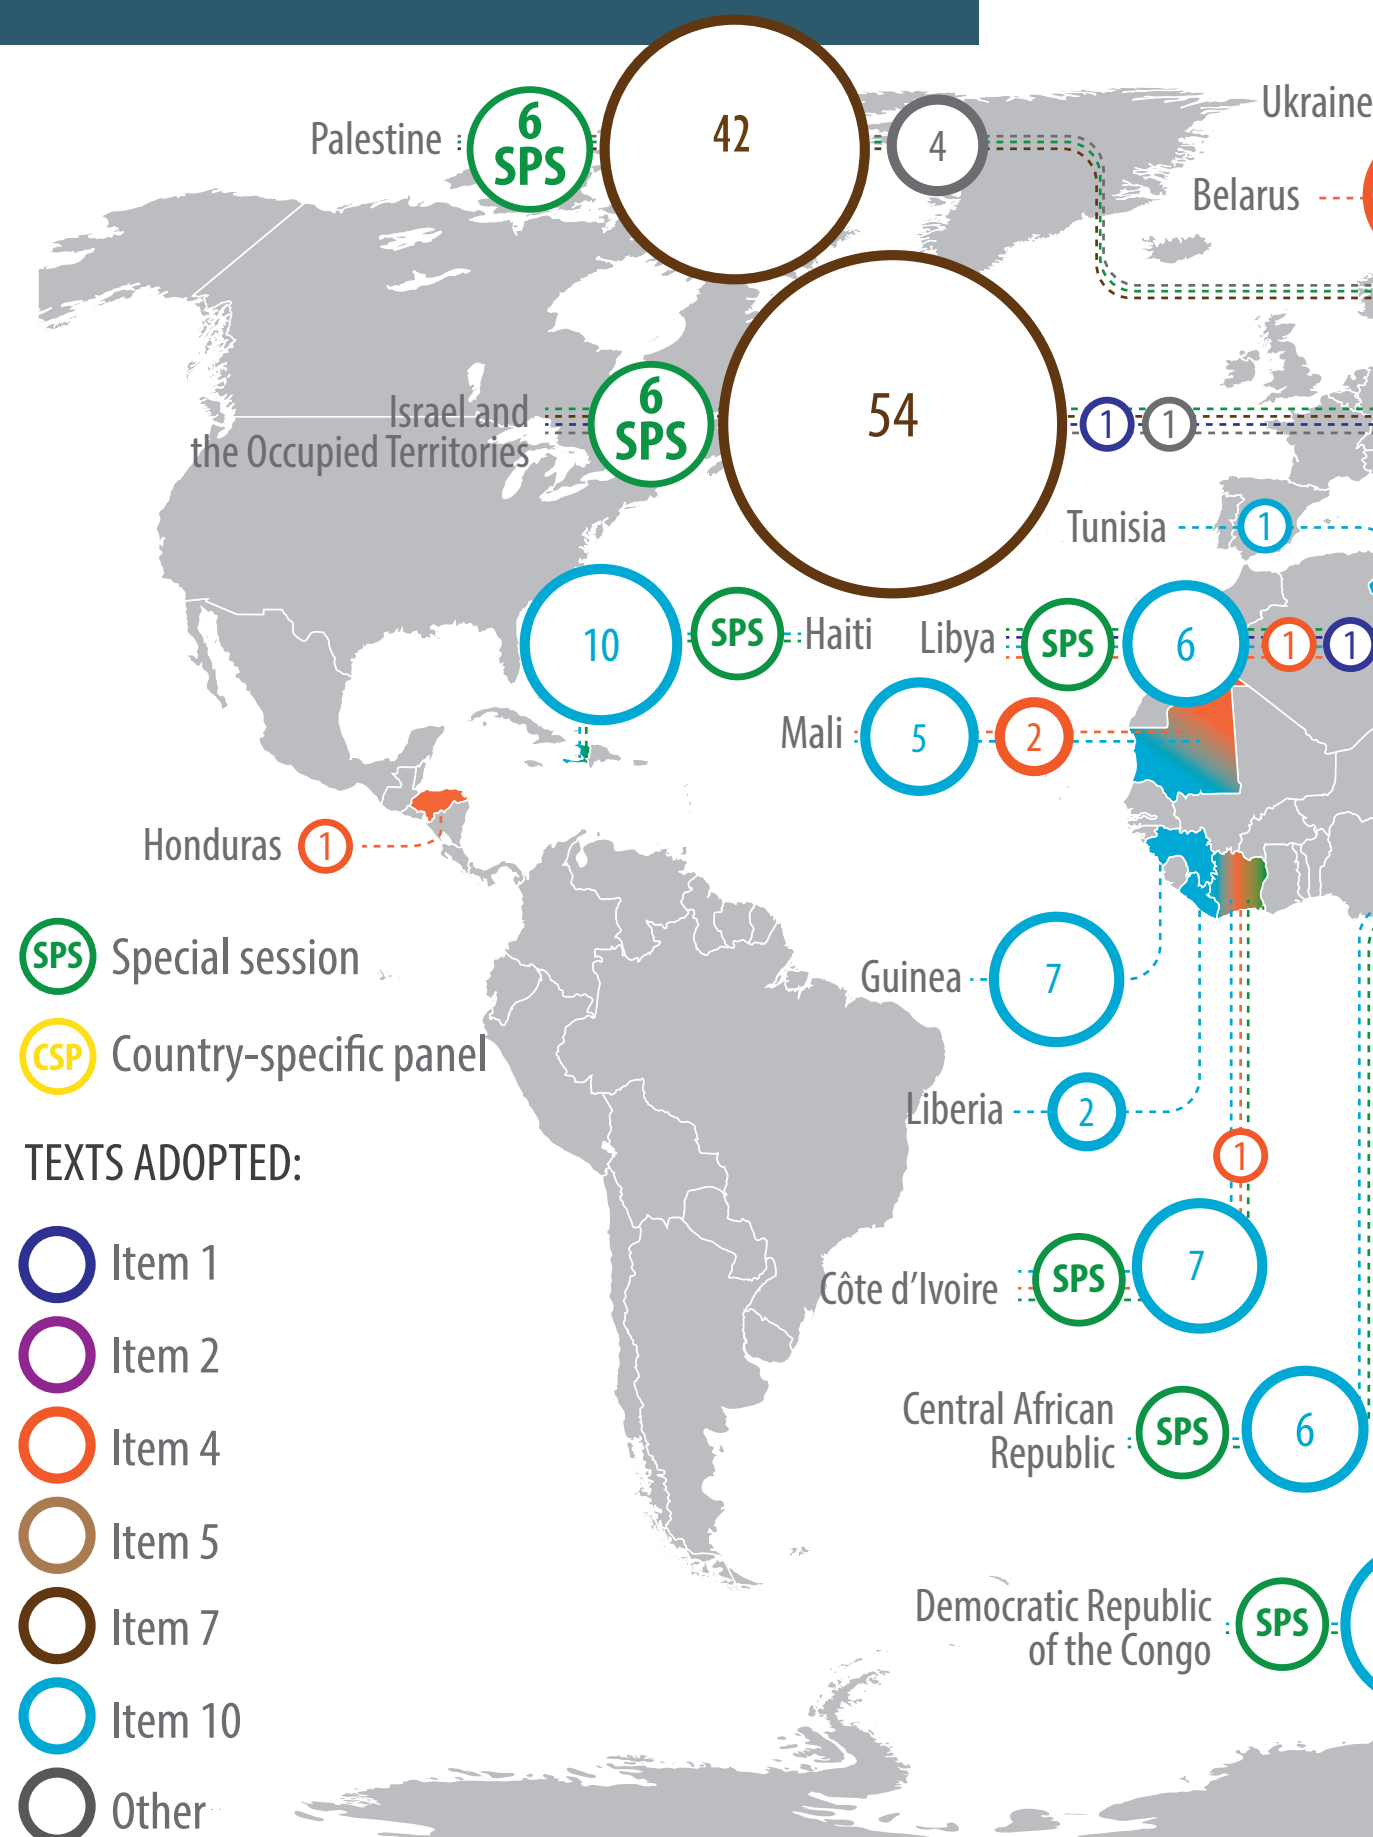 Ukraine
Palestine
6
SPS
42
4
Belarus
Israel and
the Occupied Territories
6
SPS
54
1
1
Tunisia
1
10
SPS
Haiti
Libya
SPS
6
1
1
Mali
5
2
Honduras
1
SPS
Special session
Guinea
7
CSP
Country-specific panel
Liberia
2
1
TEXTS ADOPTED:
Item 1
Côte d'Ivoire
SPS
7
Item 2
Item 4
Central African
Republic
SPS
6
Item 5
Item 7
Democratic Republic
of the Congo
SPS
Item 10
Other